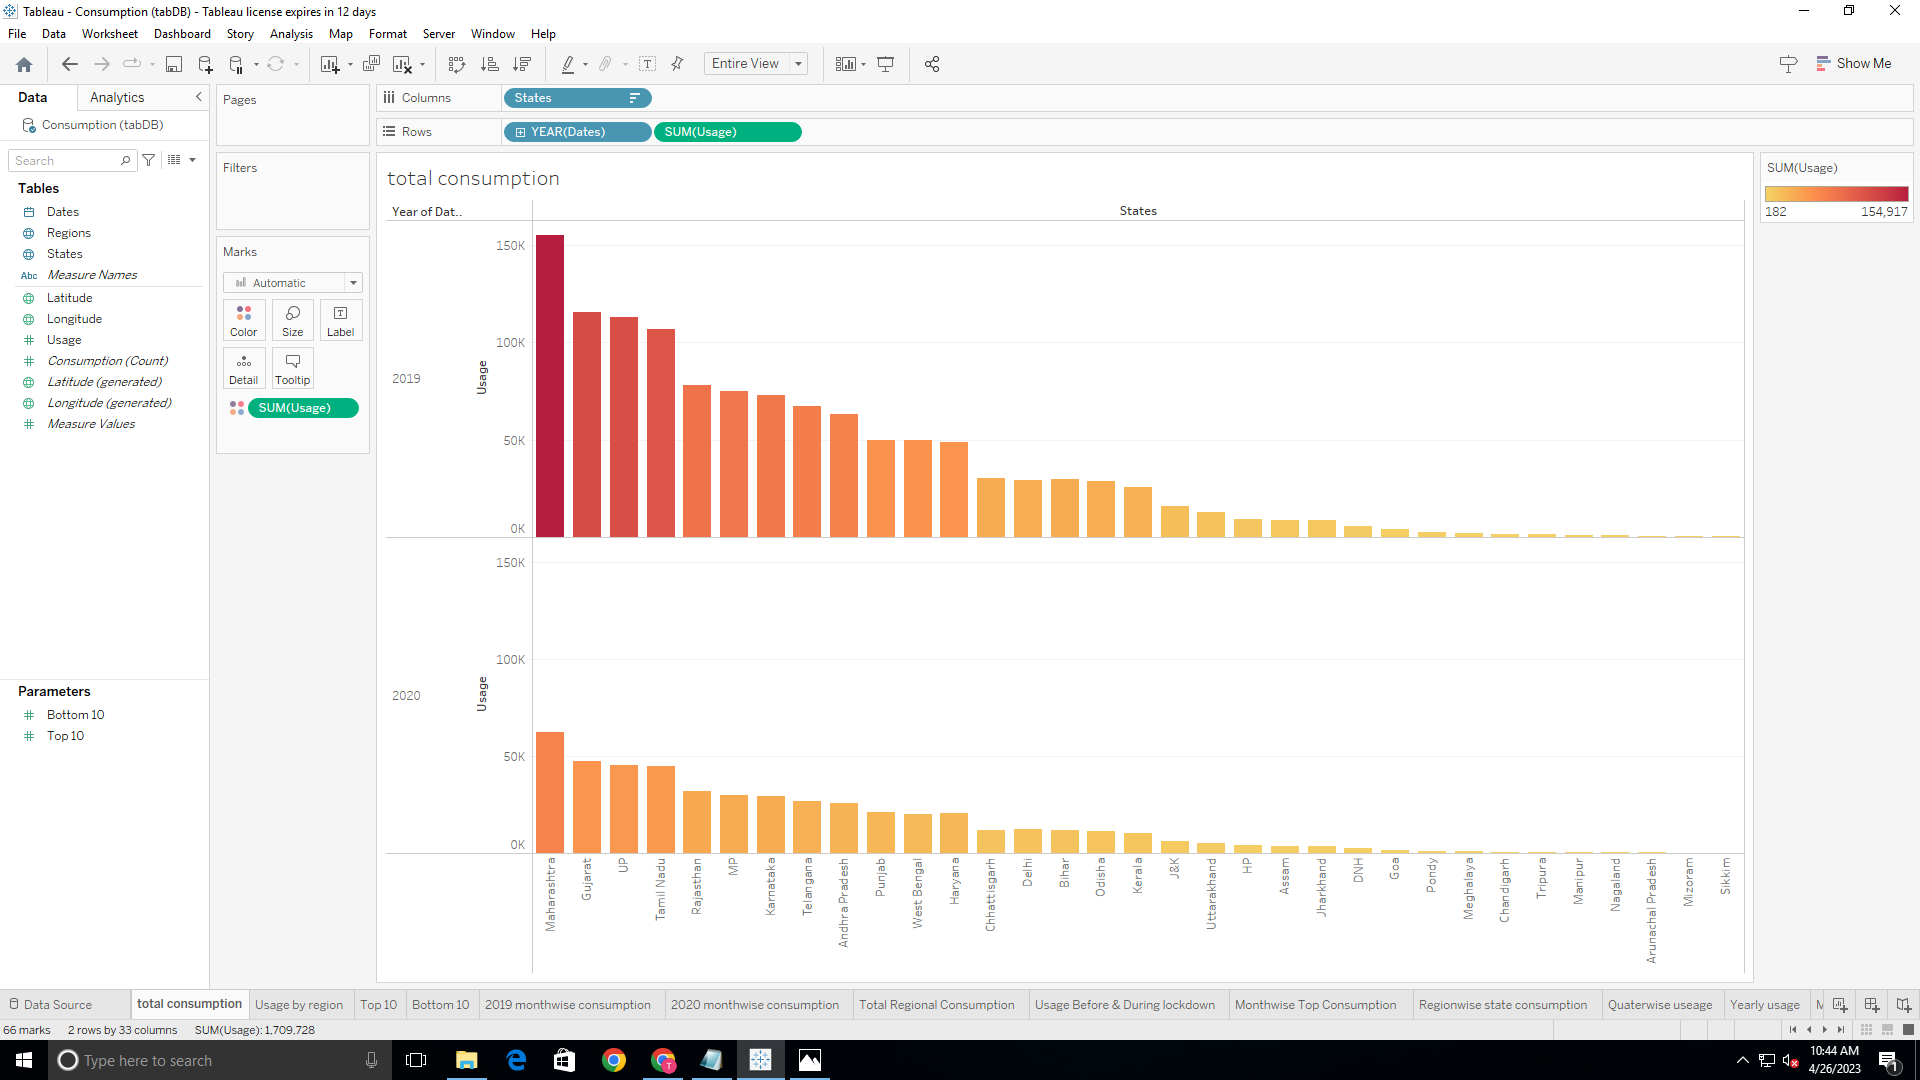 Tableau - Consumption (tabDB) - Tableau license expires in 12 days
File Data Worksheet Dashboard Story Analysis Map Format Server Window Help
Entire View
Show Me
Data Analytics
Pages
Columns
States
Consumption (tabDB)
Rows
YEAR(Dates) SUM(Usage)
Search
Filters
total consumption
SUM(Usage)
182 154,917
Tables
Dates
Regions
States
Abc Measure Names
Latitude
Longitude
Usage
Consumption (Count)
Latitude (generated)
Longitude (generated)
Measure Values
Marks
Automatic
Color Size Label
Detail Tooltip
SUM(Usage)
Year of Dat..
States
2019
Usage
150K
100K
50K
0K
2020
Usage
150K
100K
50K
0K
Maharashtra
Gujarat
UP
Tamil Nadu
Rajasthan
MP
Karnataka
Telangana
Andhra Pradesh
Punjab
West Bengal
Haryana
Chhattisgarh
Delhi
Bihar
Odisha
Kerala
J&K
Uttarakhand
HP
Assam
Jharkhand
DNH
Goa
Pondy
Meghalaya
Chandigarh
Tripura
Manipur
Nagaland
Arunachal Pradesh
Mizoram
Sikkim
Parameters
Bottom 10
Top 10
Data Source total consumption Usage by region Top 10 Bottom 10 2019 monthwise consumption 2020 monthwise consumption Total Regional Consumption Usage Before & During lockdown Monthwise Top Consumption Regionwise state consumption Quaterwise useage Yearly usage
66 marks 2 rows by 33 columns SUM(Usage): 1,709,728
Type here to search
10:44 AM
4/26/2023
1